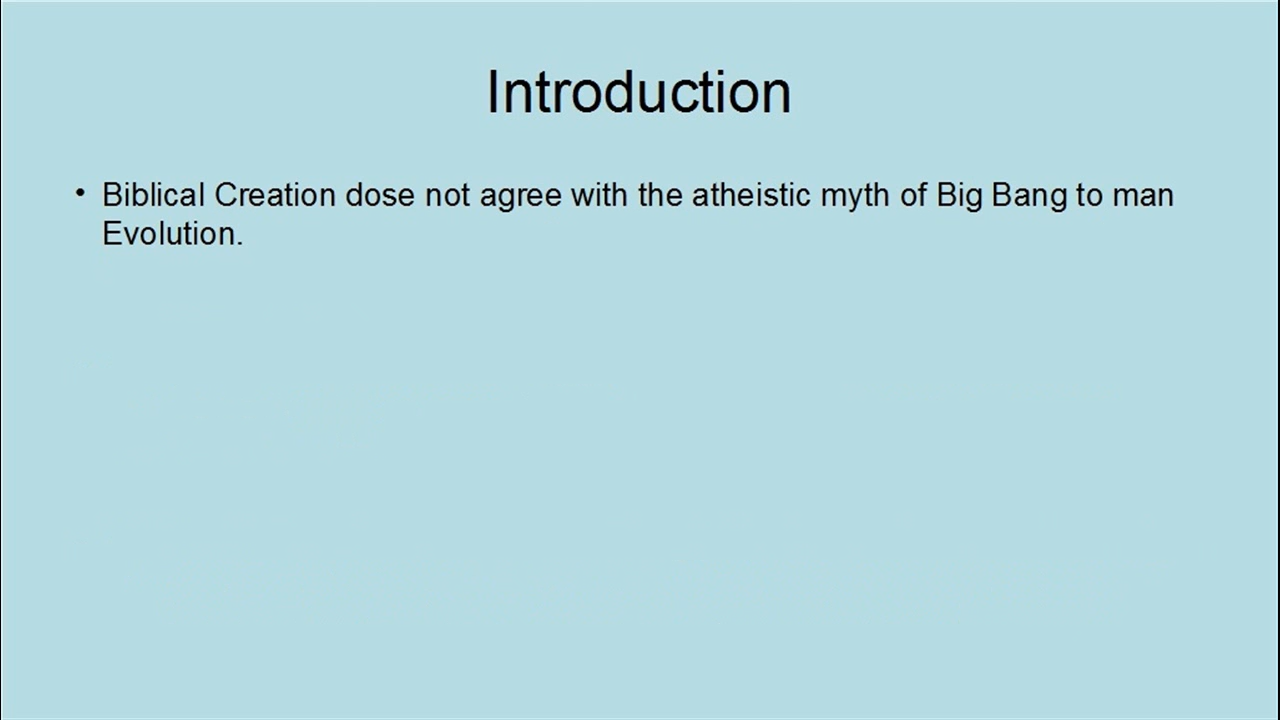 Introduction
• Biblical Creation dose not agree with the atheistic myth of Big Bang to man
Evolution.